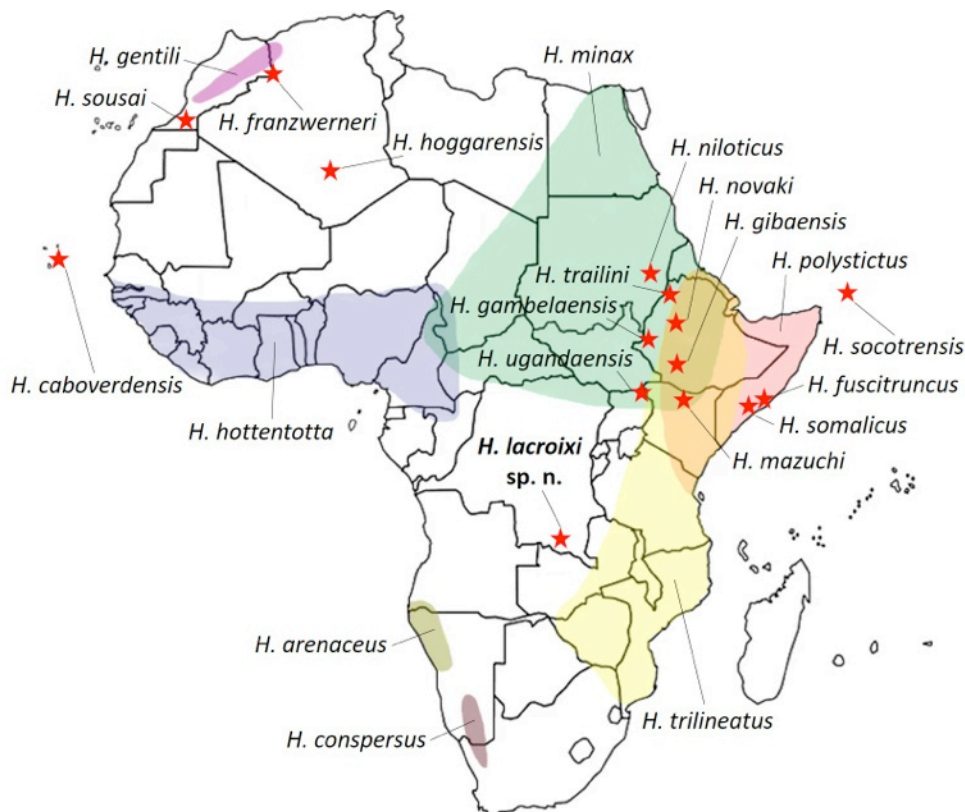 H. gentili
H. minax
H. sousai
H. franzwerneri
H. hoggarensis
H. niloticus
H. novaki
H. gibaensis
H. trailini
H. polystictus
H. gambelaensis
H. ugandaensis
H. socotrensis
H. caboverdensis
H. fuscitruncus
H. hottentotta
H. somalicus
H. lacroixi
sp. n.
H. mazuchi
H. arenaceus
H. trilineatus
H. conspersus